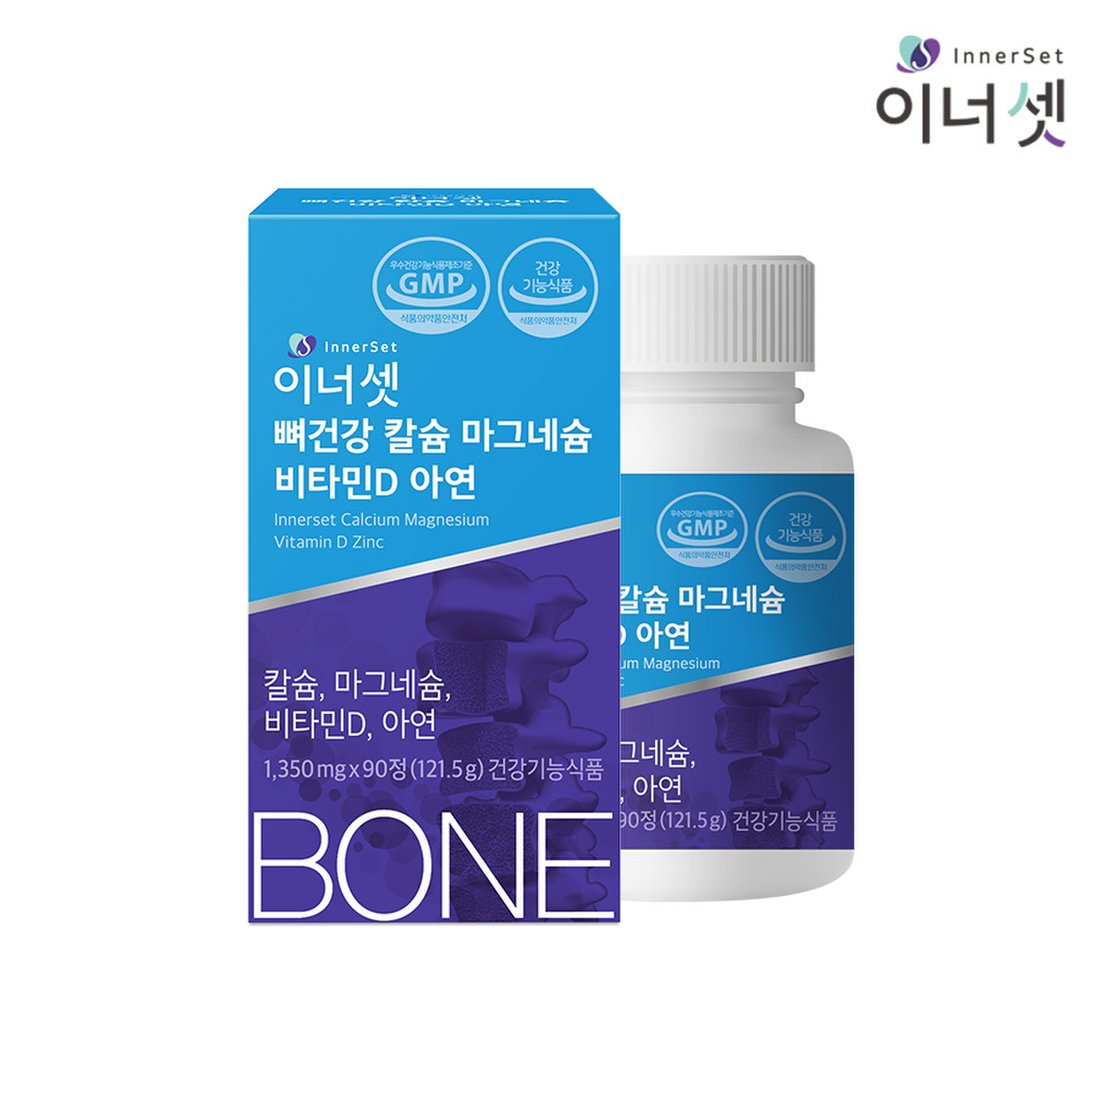 InnerSet
이너셋
우수건강기능식품제조기준
GMP
식품의약품안전처
건강
기능식품
식품의약품안전처
InnerSet
이너셋
뼈건강 칼슘 마그네슘
비타민D 아연
Innerset Calcium Magnesium
Vitamin D Zinc
칼슘, 마그네슘,
비타민D, 아연
1,350mg x 90정 (121.5g) 건강기능식품
BONE
우수건강기능식품제조기준
GMP
식품의약품안전처
건강
기능식품
식품의약품안전처
칼슘 마그네슘
D 아연
um Magnesium
c
그네슘,
, 아연
90정 (121.5g) 건강기능식품